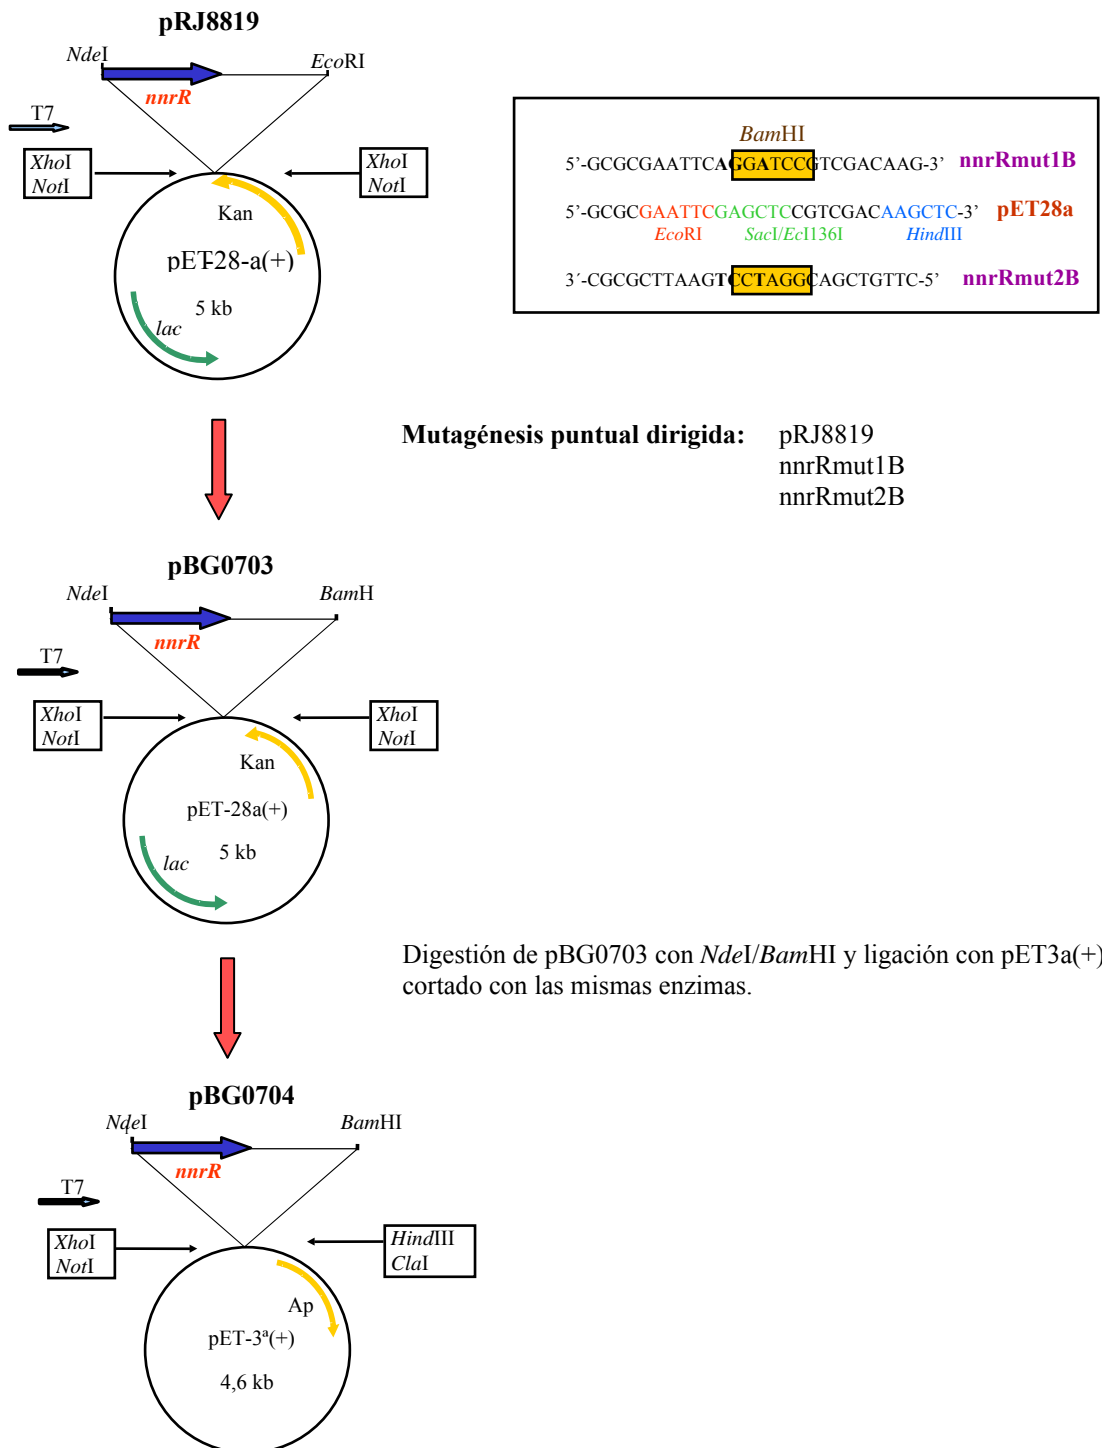 pRJ8819
NdeI
EcoRI
nnrR
T7
XhoI
NotI
XhoI
NotI
Kan
pET-28-a(+)
5 kb
lac
BamHI
5’-GCGCGAATTCAGGATCCGTCGACAAG-3’ nnrRmut1B
5’-GCGCGAATTCGAGCTCCGTCGACAAGCTC-3’ pET28a
EcoRI SacI/EcI136I HindIII
3´-CGCGCTTAAGTCCTAGGCAGCTGTTC-5’ nnrRmut2B
Mutagénesis puntual dirigida: pRJ8819
nnrRmut1B
nnrRmut2B
pBG0703
NdeI
BamH
nnrR
T7
XhoI
NotI
XhoI
NotI
Kan
pET-28a(+)
5 kb
lac
Digestión de pBG0703 con NdeI/BamHI y ligación con pET3a(+)
cortado con las mismas enzimas.
pBG0704
NdeI
BamHI
nnrR
T7
XhoI
NotI
HindIII
ClaI
Ap
pET-3ª(+)
4,6 kb